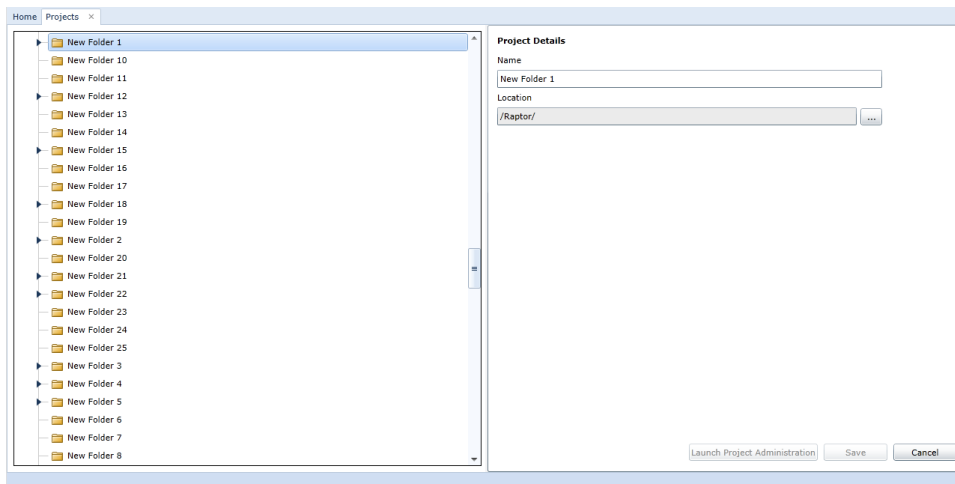 Home Projects ×
New Folder 1
New Folder 10
New Folder 11
New Folder 12
New Folder 13
New Folder 14
New Folder 15
New Folder 16
New Folder 17
New Folder 18
New Folder 19
New Folder 2
New Folder 20
New Folder 21
New Folder 22
New Folder 23
New Folder 24
New Folder 25
New Folder 3
New Folder 4
New Folder 5
New Folder 6
New Folder 7
New Folder 8
Project Details
Name
New Folder 1
Location
/Raptor/ ...
Launch Project Administration Save Cancel